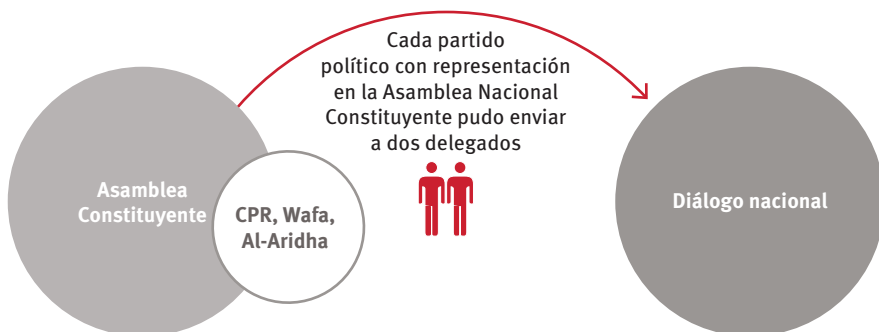 Cada partido
político con representación
en la Asamblea Nacional
Constituyente pudo enviar
a dos delegados
Asamblea
Constituyente
CPR, Wafa,
Al-Aridha
Diálogo nacional